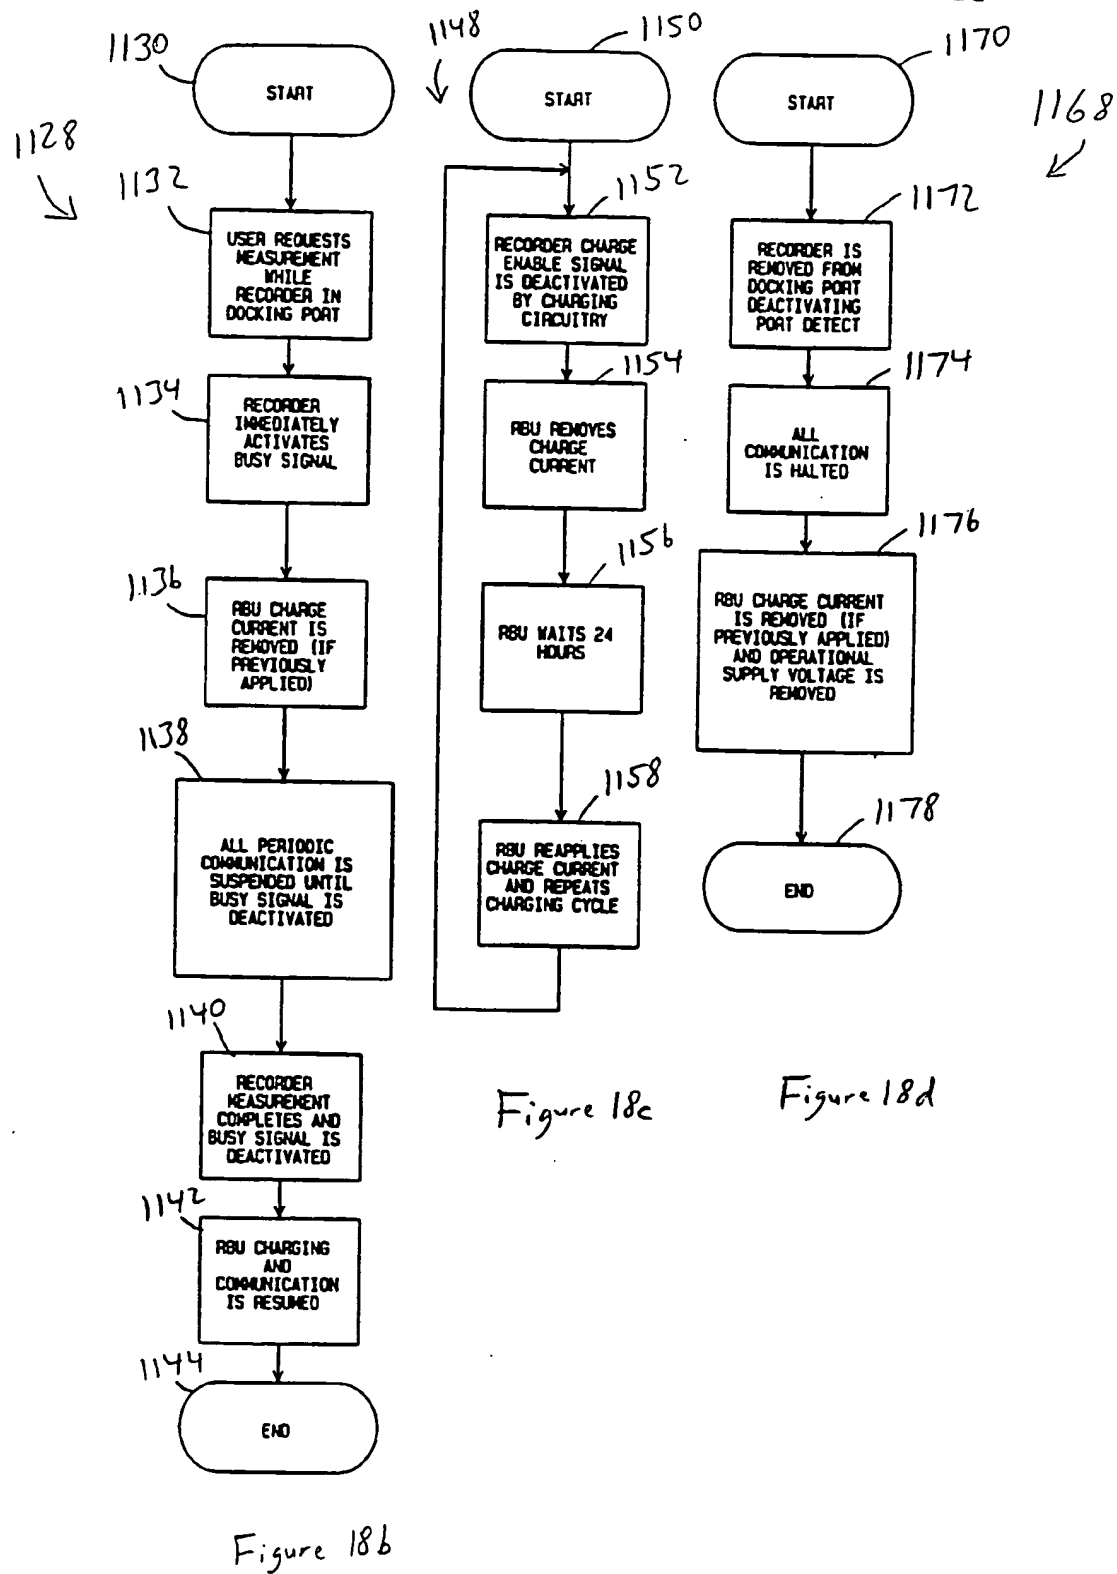 1128
1130
START
1132
USER REQUESTS
MEASUREMENT
WHILE
RECORDER IN
DOCKING PORT
1134
RECORDER
IMMEDIATELY
ACTIVATES
BUSY SIGNAL
1136
RBU CHARGE
CURRENT IS
REMOVED (IF
PREVIOUSLY
APPLIED)
1138
ALL PERIODIC
COMMUNICATION IS
SUSPENDED UNTIL
BUSY SIGNAL IS
DEACTIVATED
1140
RECORDER
MEASUREMENT
COMPLETES AND
BUSY SIGNAL IS
DEACTIVATED
1142
RBU CHARGING
AND
COMMUNICATION
IS RESUMED
1144
END
Figure 18b
1148
1150
START
1152
RECORDER CHARGE
ENABLE SIGNAL
IS DEACTIVATED
BY CHARGING
CIRCUITRY
1154
RBU REMOVES
CHARGE
CURRENT
1156
RBU WAITS 24
HOURS
1158
RBU REAPPLIES
CHARGE CURRENT
AND REPEATS
CHARGING CYCLE
Figure 18c
1168
1170
START
1172
RECORDER IS
REMOVED FROM
DOCKING PORT
DEACTIVATING
PORT DETECT
1174
ALL
COMMUNICATION
IS HALTED
1176
RBU CHARGE CURRENT
IS REMOVED (IF
PREVIOUSLY APPLIED)
AND OPERATIONAL
SUPPLY VOLTAGE IS
REMOVED
1178
END
Figure 18d